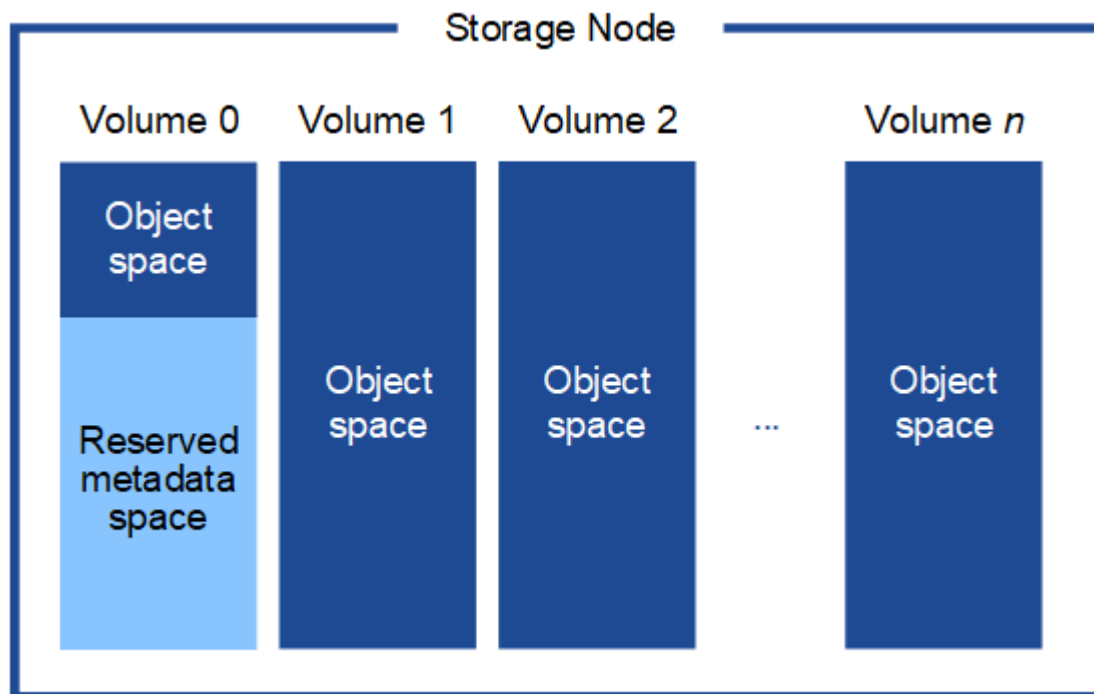 Storage Node
Volume 0
Volume 1
Volume 2
Volume n
Object
space
Reserved
metadata
space
Object
space
Object
space
...
Object
space